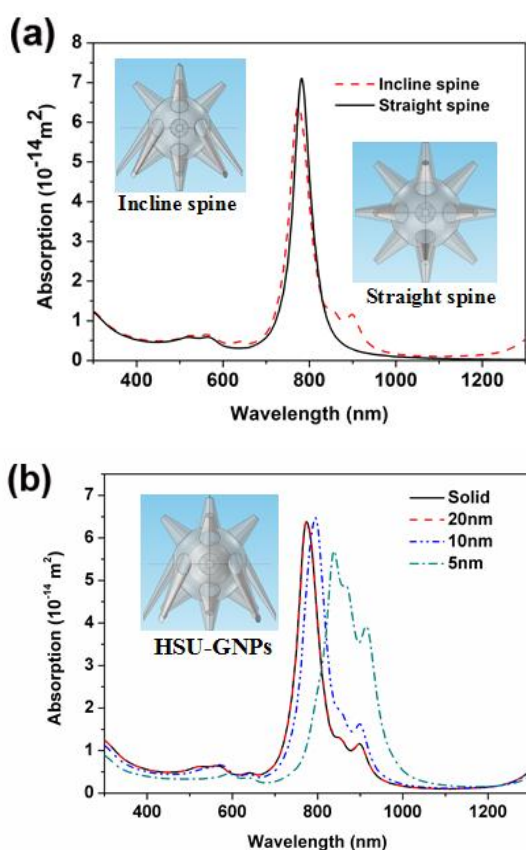 (a)
8
7
6
5
4
3
2
1
0
Absorption (10⁻¹⁴m²)
Incline spine
Straight spine
Incline spine
Straight spine
400 600 800 1000 1200
Wavelength (nm)
(b)
7
6
5
4
3
2
1
0
Absorption (10⁻¹⁴ m²)
Solid
20nm
10nm
5nm
HSU-GNPs
400 600 800 1000 1200
Wavelength (nm)